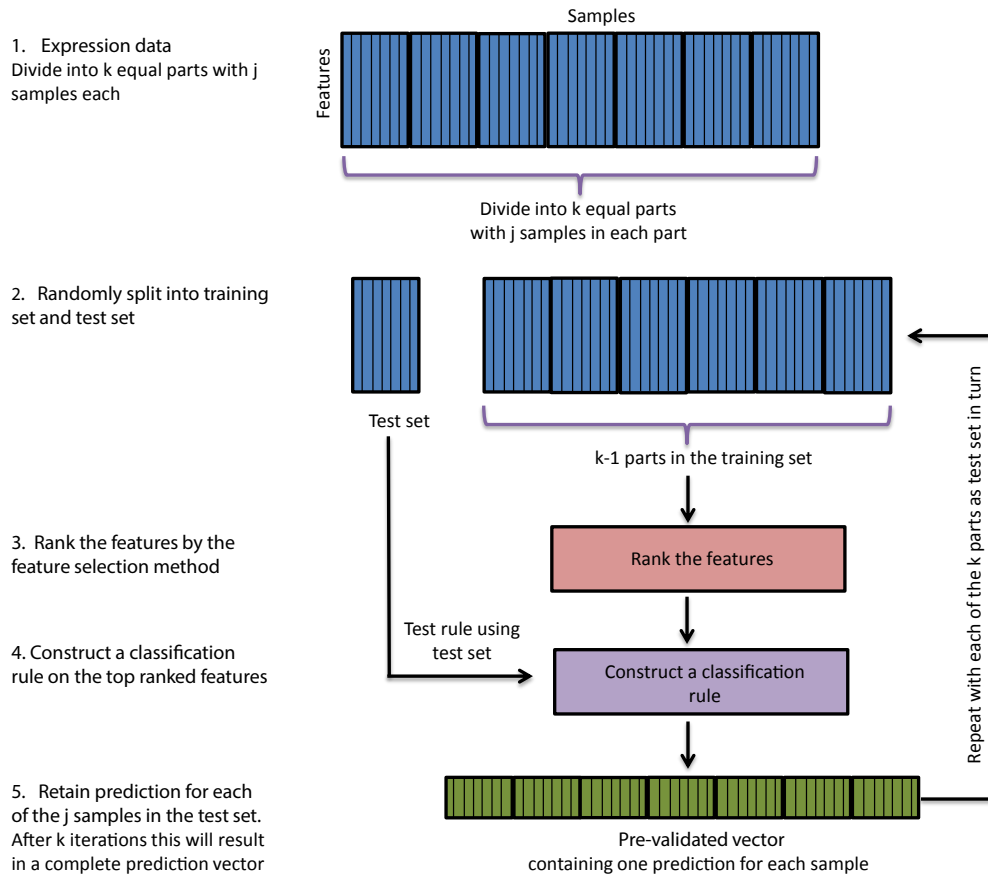 Samples
1. Expression data
Divide into k equal parts with j
samples each
Features
Divide into k equal parts
with j samples in each part
2. Randomly split into training
set and test set
Test set
k-1 parts in the training set
Repeat with each of the k parts as test set in turn
3. Rank the features by the
feature selection method
Rank the features
Test rule using
test set
4. Construct a classification
rule on the top ranked features
Construct a classification
rule
5. Retain prediction for each
of the j samples in the test set.
After k iterations this will result
in a complete prediction vector
Pre-validated vector
containing one prediction for each sample